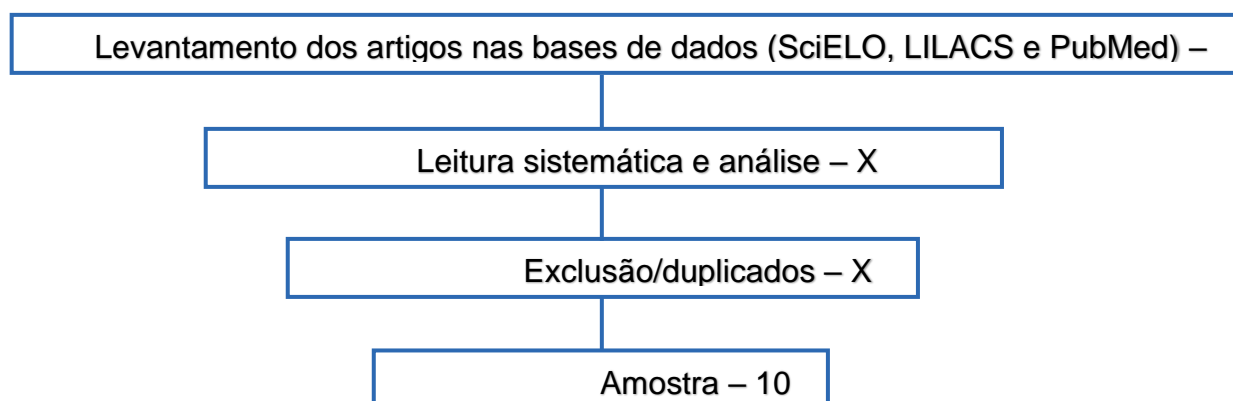 Levantamento dos artigos nas bases de dados (SciELO, LILACS e PubMed) –
Leitura sistemática e análise – X
Exclusão/duplicados – X
Amostra – 10